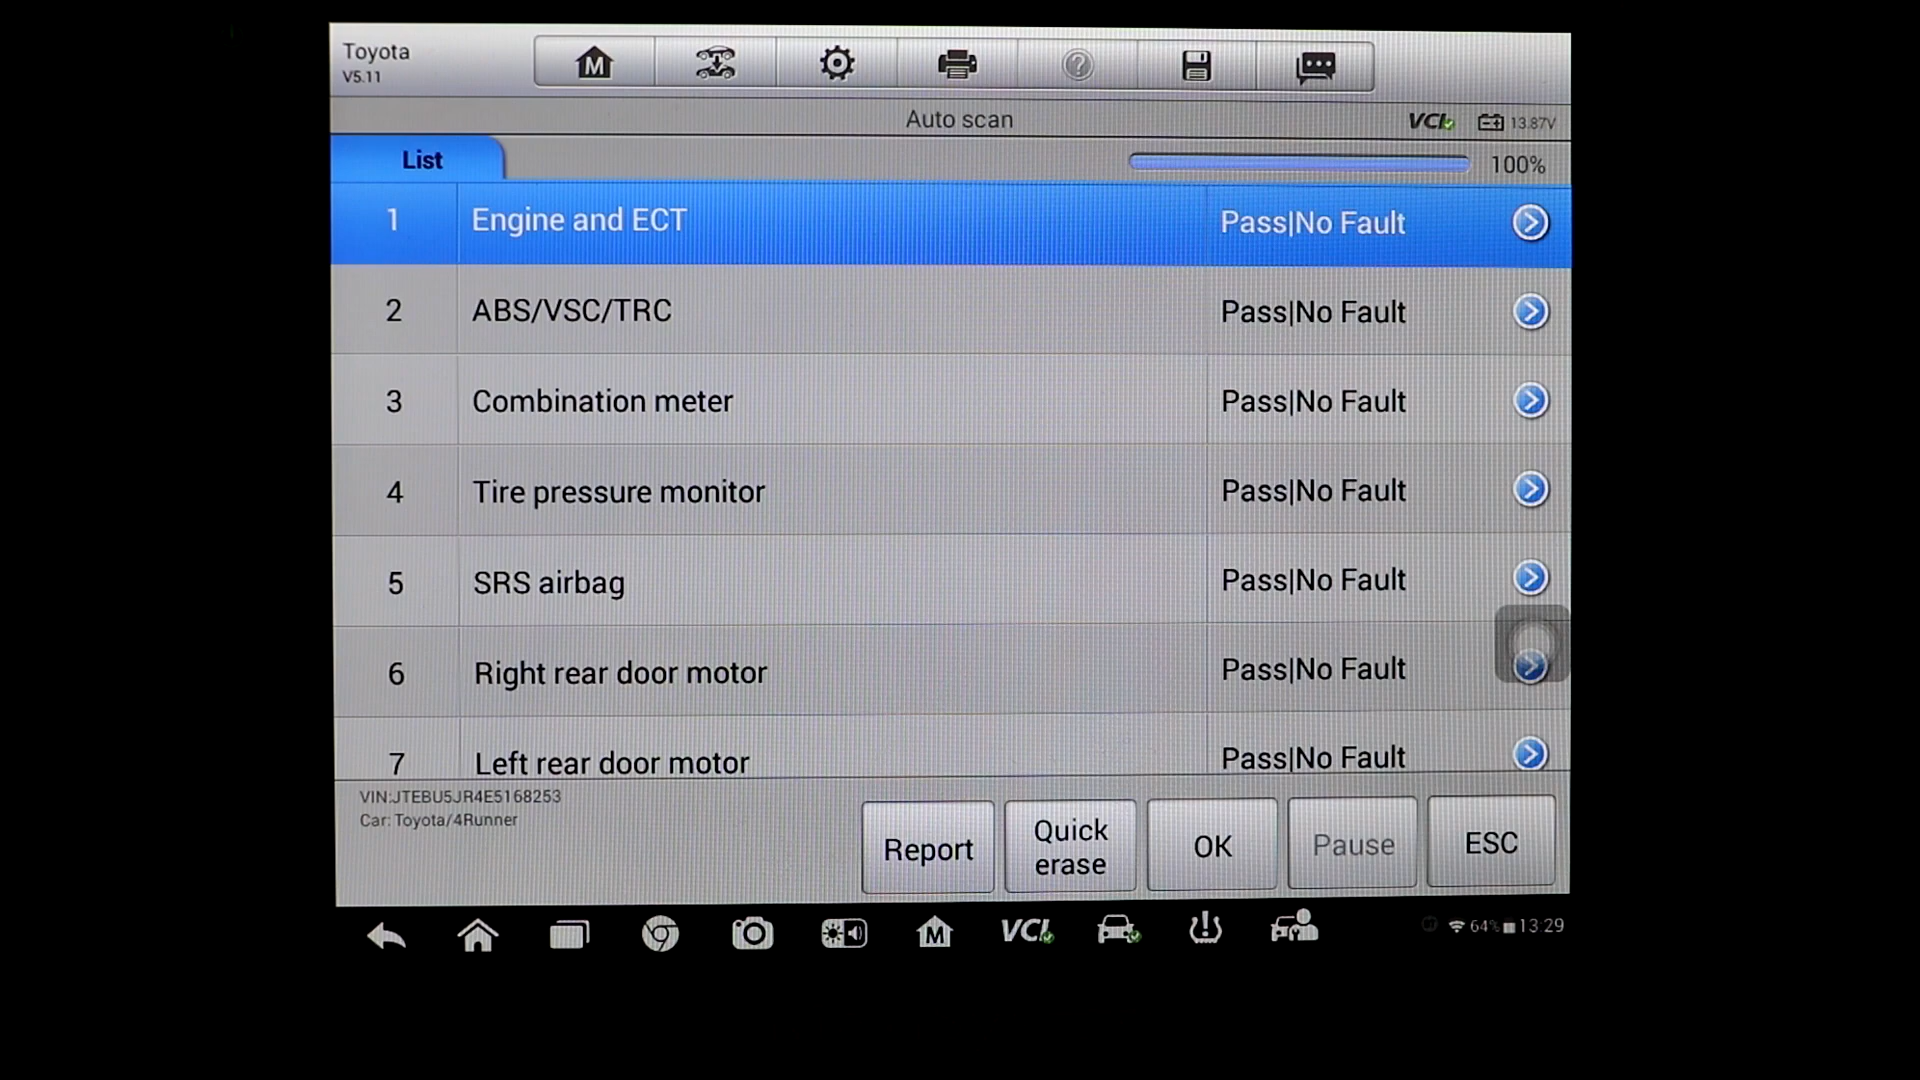 Toyota
V5.11
M
?
Auto scan
VCI
13.87V
List
100%
1 Engine and ECT Pass|No Fault
2 ABS/VSC/TRC Pass|No Fault
3 Combination meter Pass|No Fault
4 Tire pressure monitor Pass|No Fault
5 SRS airbag Pass|No Fault
6 Right rear door motor Pass|No Fault
7 Left rear door motor Pass|No Fault
VIN:JTEBU5JR4E5168253
Car: Toyota/4Runner
Report
Quick
erase
OK
Pause
ESC
M
VCI
64%
13:29